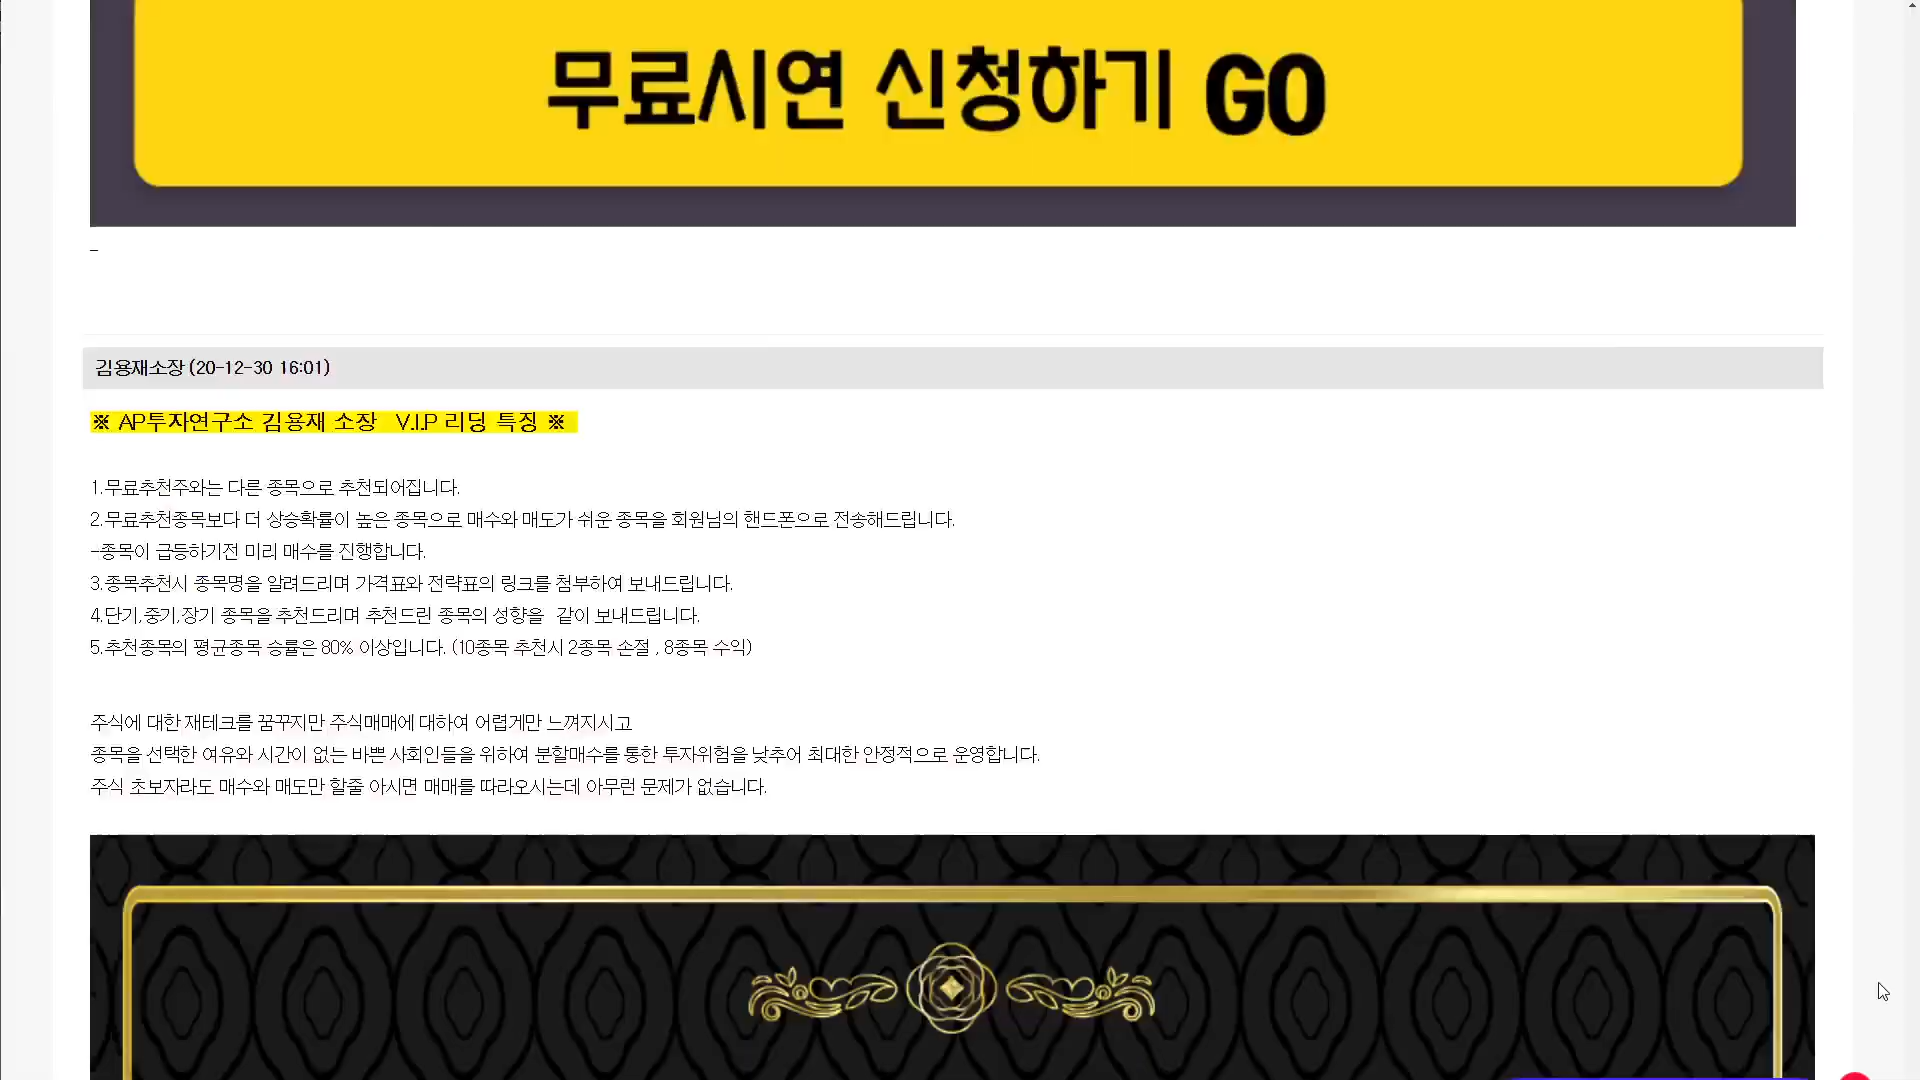 무료시연 신청하기 GO
-
김용재소장 (20-12-30 16:01)
※ AP투자연구소 김용재 소장 V.I.P 리딩 특징 ※
1.무료추천주와는 다른 종목으로 추천되어집니다.
2.무료추천종목보다 더 상승확률이 높은 종목으로 매수와 매도가 쉬운 종목을 회원님의 핸드폰으로 전송해드립니다.
-종목이 급등하기전 미리 매수를 진행합니다.
3.종목추천시 종목명을 알려드리며 가격표와 전략표의 링크를 첨부하여 보내드립니다.
4.단기,중기,장기 종목을 추천드리며 추천드린 종목의 성향을 같이 보내드립니다.
5.추천종목의 평균종목 승률은 80% 이상입니다. (10종목 추천시 2종목 손절 , 8종목 수익)
주식에 대한 재테크를 꿈꾸지만 주식매매에 대하여 어렵게만 느껴지시고
종목을 선택한 여유와 시간이 없는 바쁜 사회인들을 위하여 분할매수를 통한 투자위험을 낮추어 최대한 안정적으로 운영합니다.
주식 초보자라도 매수와 매도만 할줄 아시면 매매를 따라오시는데 아무런 문제가 없습니다.